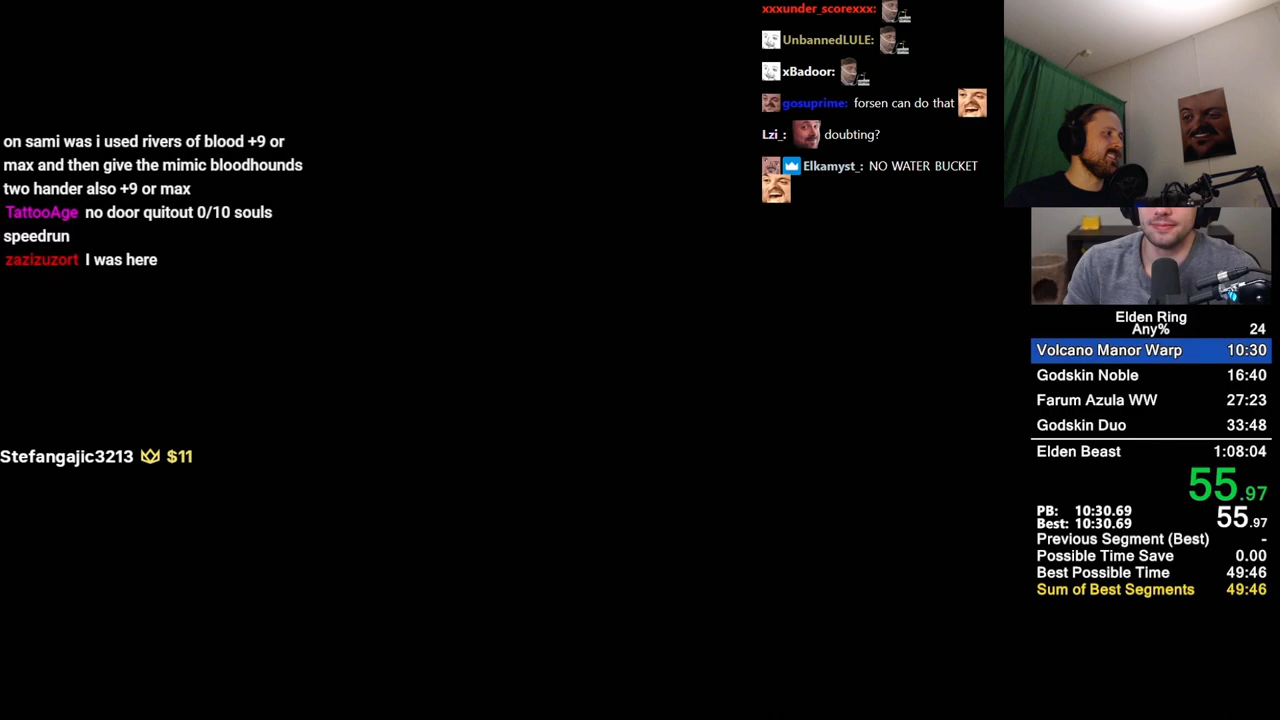 on sami was i used rivers of blood +9 or
max and then give the mimic bloodhounds
two hander also +9 or max
TattooAge no door quitout 0/10 souls
speedrun
zazizuzort I was here
Stefangajic3213 $11
xxxunder_scorexxx:
UnbannedLULE:
xBadoor:
gosuprime: forsen can do that
Lzi_: doubting?
Elkamyst_: NO WATER BUCKET
Elden Ring
Any% 24
Volcano Manor Warp 10:30
Godskin Noble 16:40
Farum Azula WW 27:23
Godskin Duo 33:48
Elden Beast 1:08:04
55.97
PB: 10:30.69
Best: 10:30.69 55.97
Previous Segment (Best) -
Possible Time Save 0.00
Best Possible Time 49:46
Sum of Best Segments 49:46